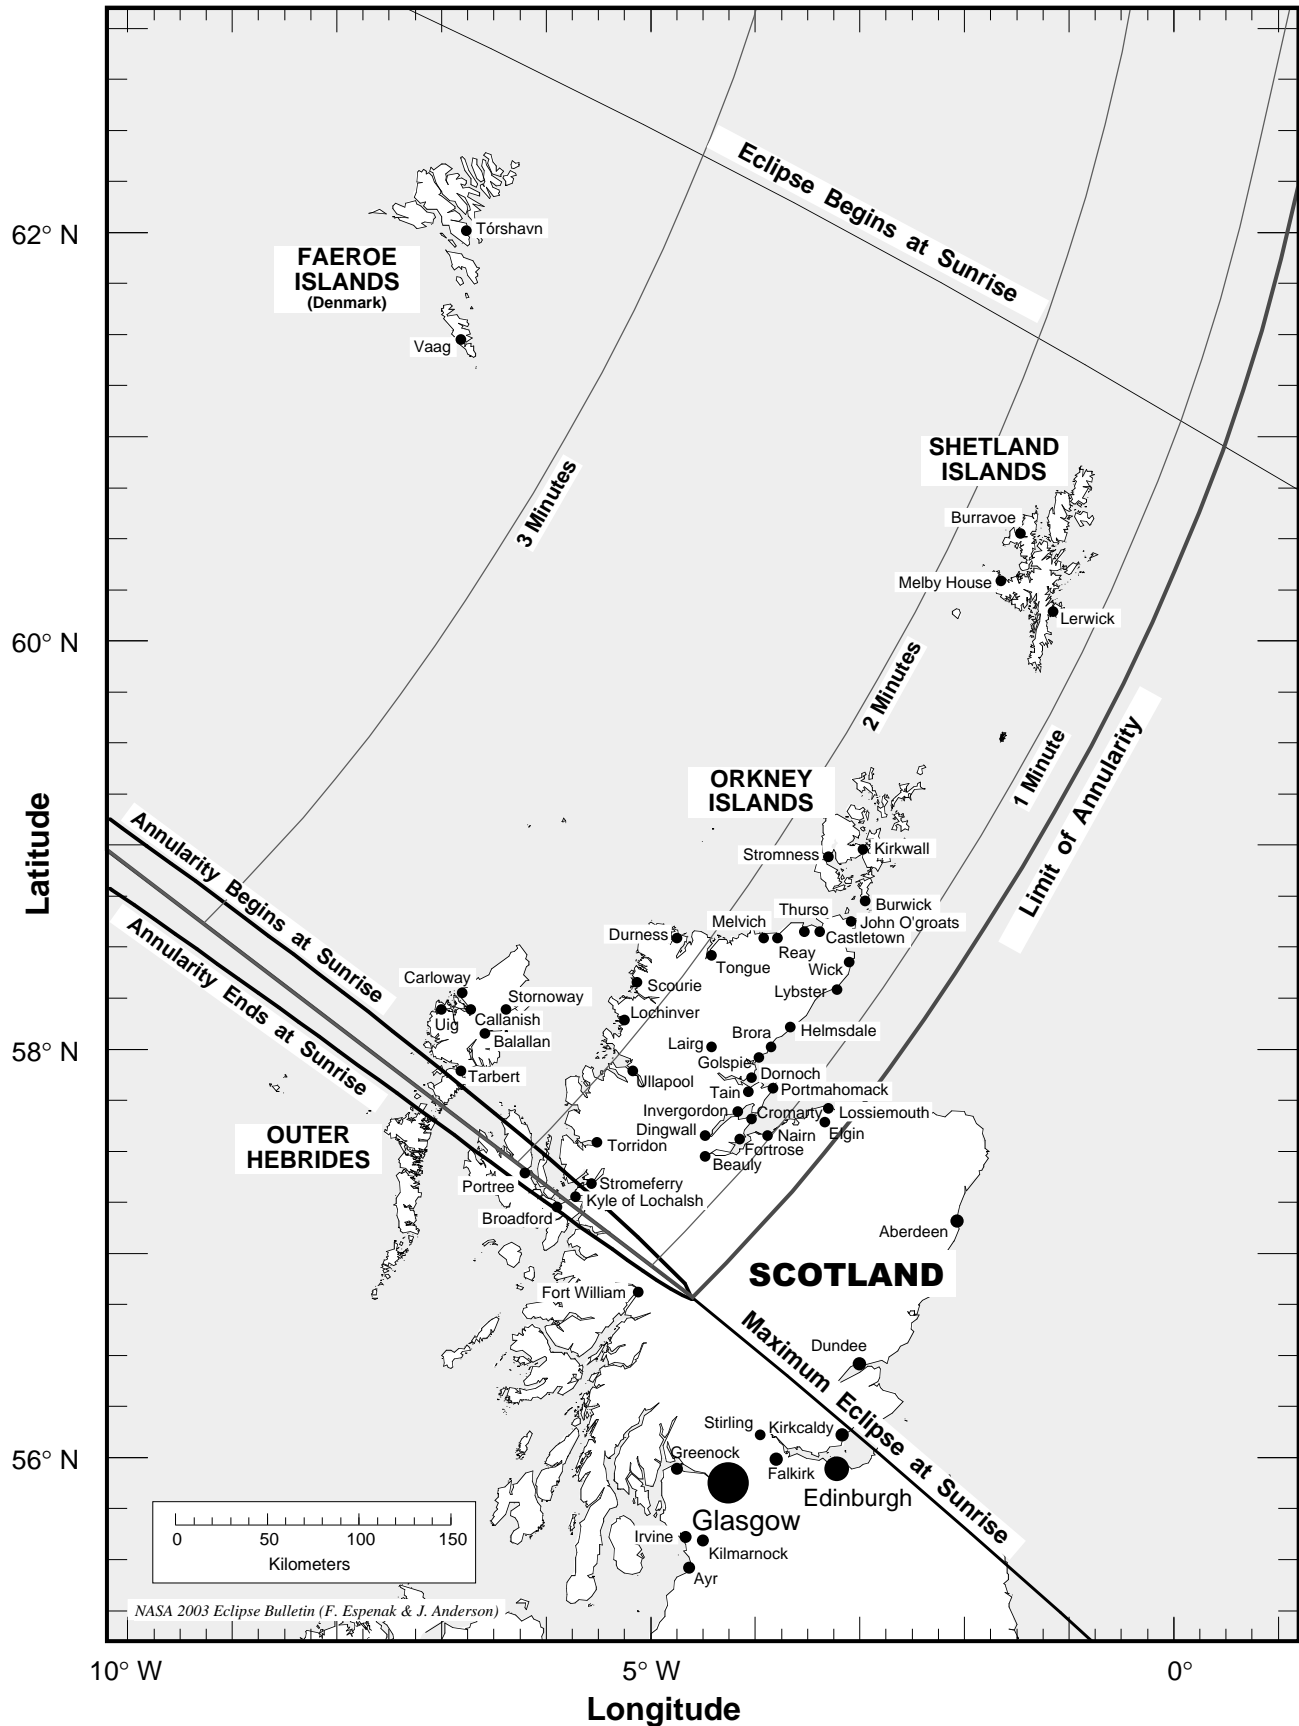 Eclipse Begins at Sunrise
62° N
Tórshavn
FAEROE
ISLANDS
(Denmark)
Vaag
SHETLAND
ISLANDS
3 Minutes
Burravoe
Melby House
Lerwick
60° N
2 Minutes
1 Minute
Limit of Annularity
ORKNEY
ISLANDS
Latitude
Annularity Begins at Sunrise
Annularity Ends at Sunrise
Stromness
Kirkwall
Burwick
Thurso
John O'groats
Melvich
Durness
Castletown
Reay
Tongue
Wick
Carloway
Scourie
Lybster
Stornoway
Uig
Callanish
Lochinver
Balallan
Brora
Helmsdale
58° N
Lairg
Golspie
Tarbert
Ullapool
Dornoch
Tain
Portmahomack
Invergordon
Cromarty
Lossiemouth
OUTER
HEBRIDES
Dingwall
Nairn
Elgin
Torridon
Fortrose
Beauly
Portree
Stromeferry
Kyle of Lochalsh
Broadford
Aberdeen
SCOTLAND
Fort William
Maximum Eclipse at Sunrise
Dundee
Stirling
Kirkcaldy
Greenock
56° N
Falkirk
Edinburgh
Glasgow
Irvine
Kilmarnock
Ayr
0 50 100 150
Kilometers
NASA 2003 Eclipse Bulletin (F. Espenak & J. Anderson)
10° W 5° W 0°
Longitude